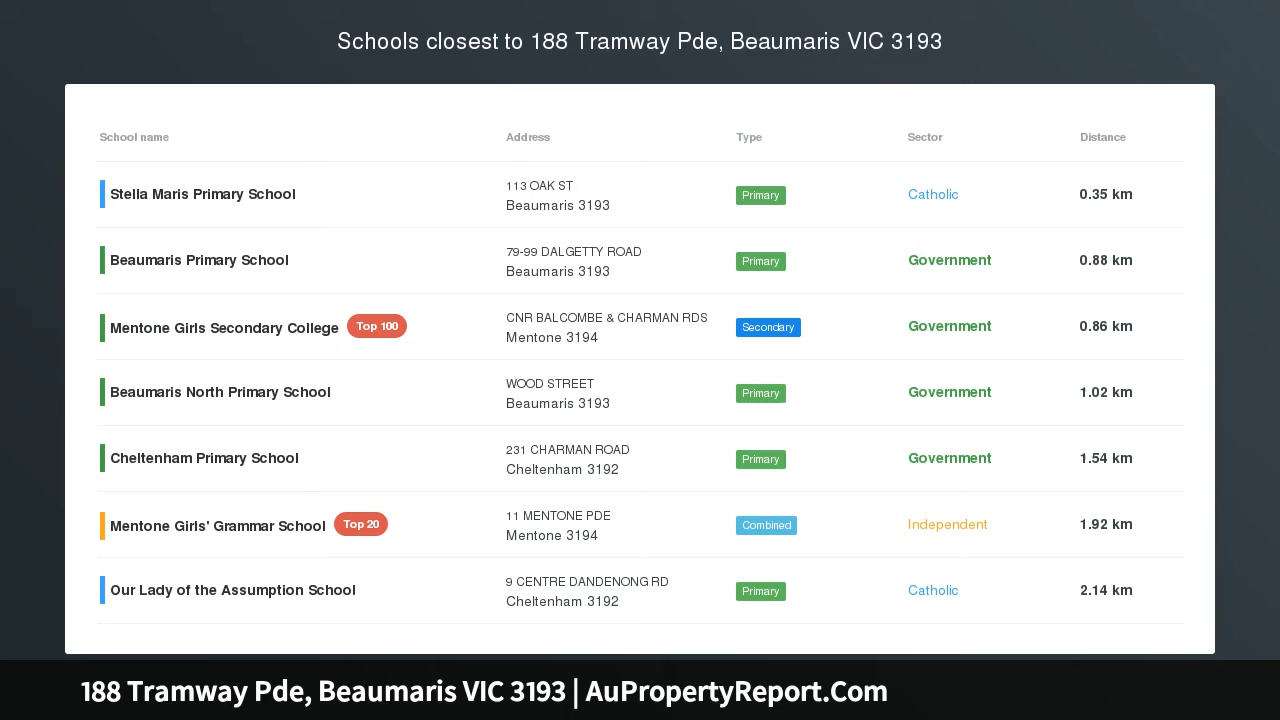 Schools closest to 188 Tramway Pde, Beaumaris VIC 3193
School name Address Type Sector Distance
Stella Maris Primary School 113 OAK ST Beaumaris 3193 Primary Catholic 0.35 km
Beaumaris Primary School 79-99 DALGETTY ROAD Beaumaris 3193 Primary Government 0.88 km
Mentone Girls Secondary College Top 100 CNR BALCOMBE & CHARMAN RDS Mentone 3194 Secondary Government 0.86 km
Beaumaris North Primary School WOOD STREET Beaumaris 3193 Primary Government 1.02 km
Cheltenham Primary School 231 CHARMAN ROAD Cheltenham 3192 Primary Government 1.54 km
Mentone Girls' Grammar School Top 20 11 MENTONE PDE Mentone 3194 Combined Independent 1.92 km
Our Lady of the Assumption School 9 CENTRE DANDENONG RD Cheltenham 3192 Primary Catholic 2.14 km
188 Tramway Pde, Beaumaris VIC 3193 | AuPropertyReport.Com